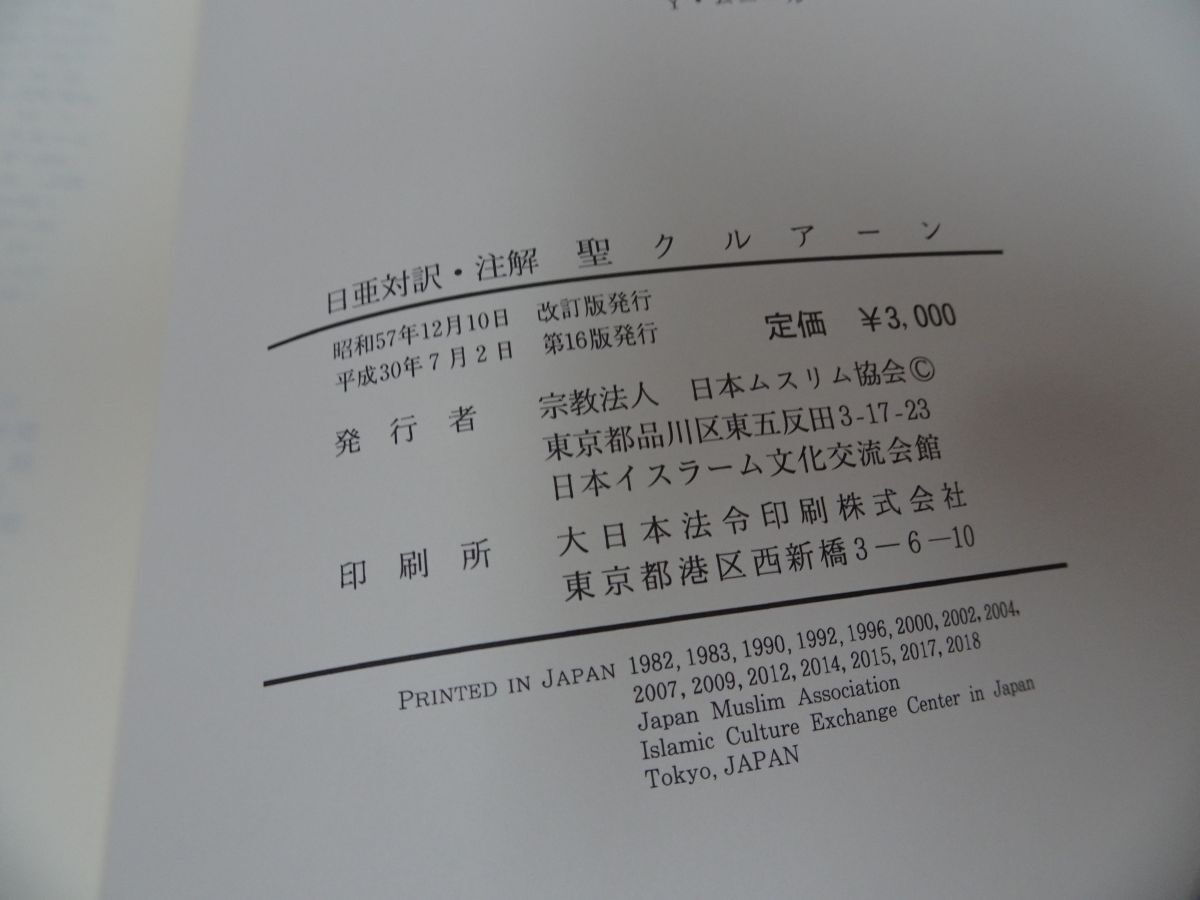 日亜対訳・注解 聖クルアーン
昭和57年12月10日 改訂版発行
平成30年7月2日 第16版発行
定価 ¥3,000
発行者 宗教法人 日本ムスリム協会©
東京都品川区東五反田3-17-23
日本イスラーム文化交流会館
印刷所 大日本法令印刷株式会社
東京都港区西新橋3-6-10
PRINTED IN JAPAN 1982, 1983, 1990, 1992, 1996, 2000, 2002, 2004,
2007, 2009, 2012, 2014, 2015, 2017, 2018
Japan Muslim Association
Islamic Culture Exchange Center in Japan
Tokyo, JAPAN